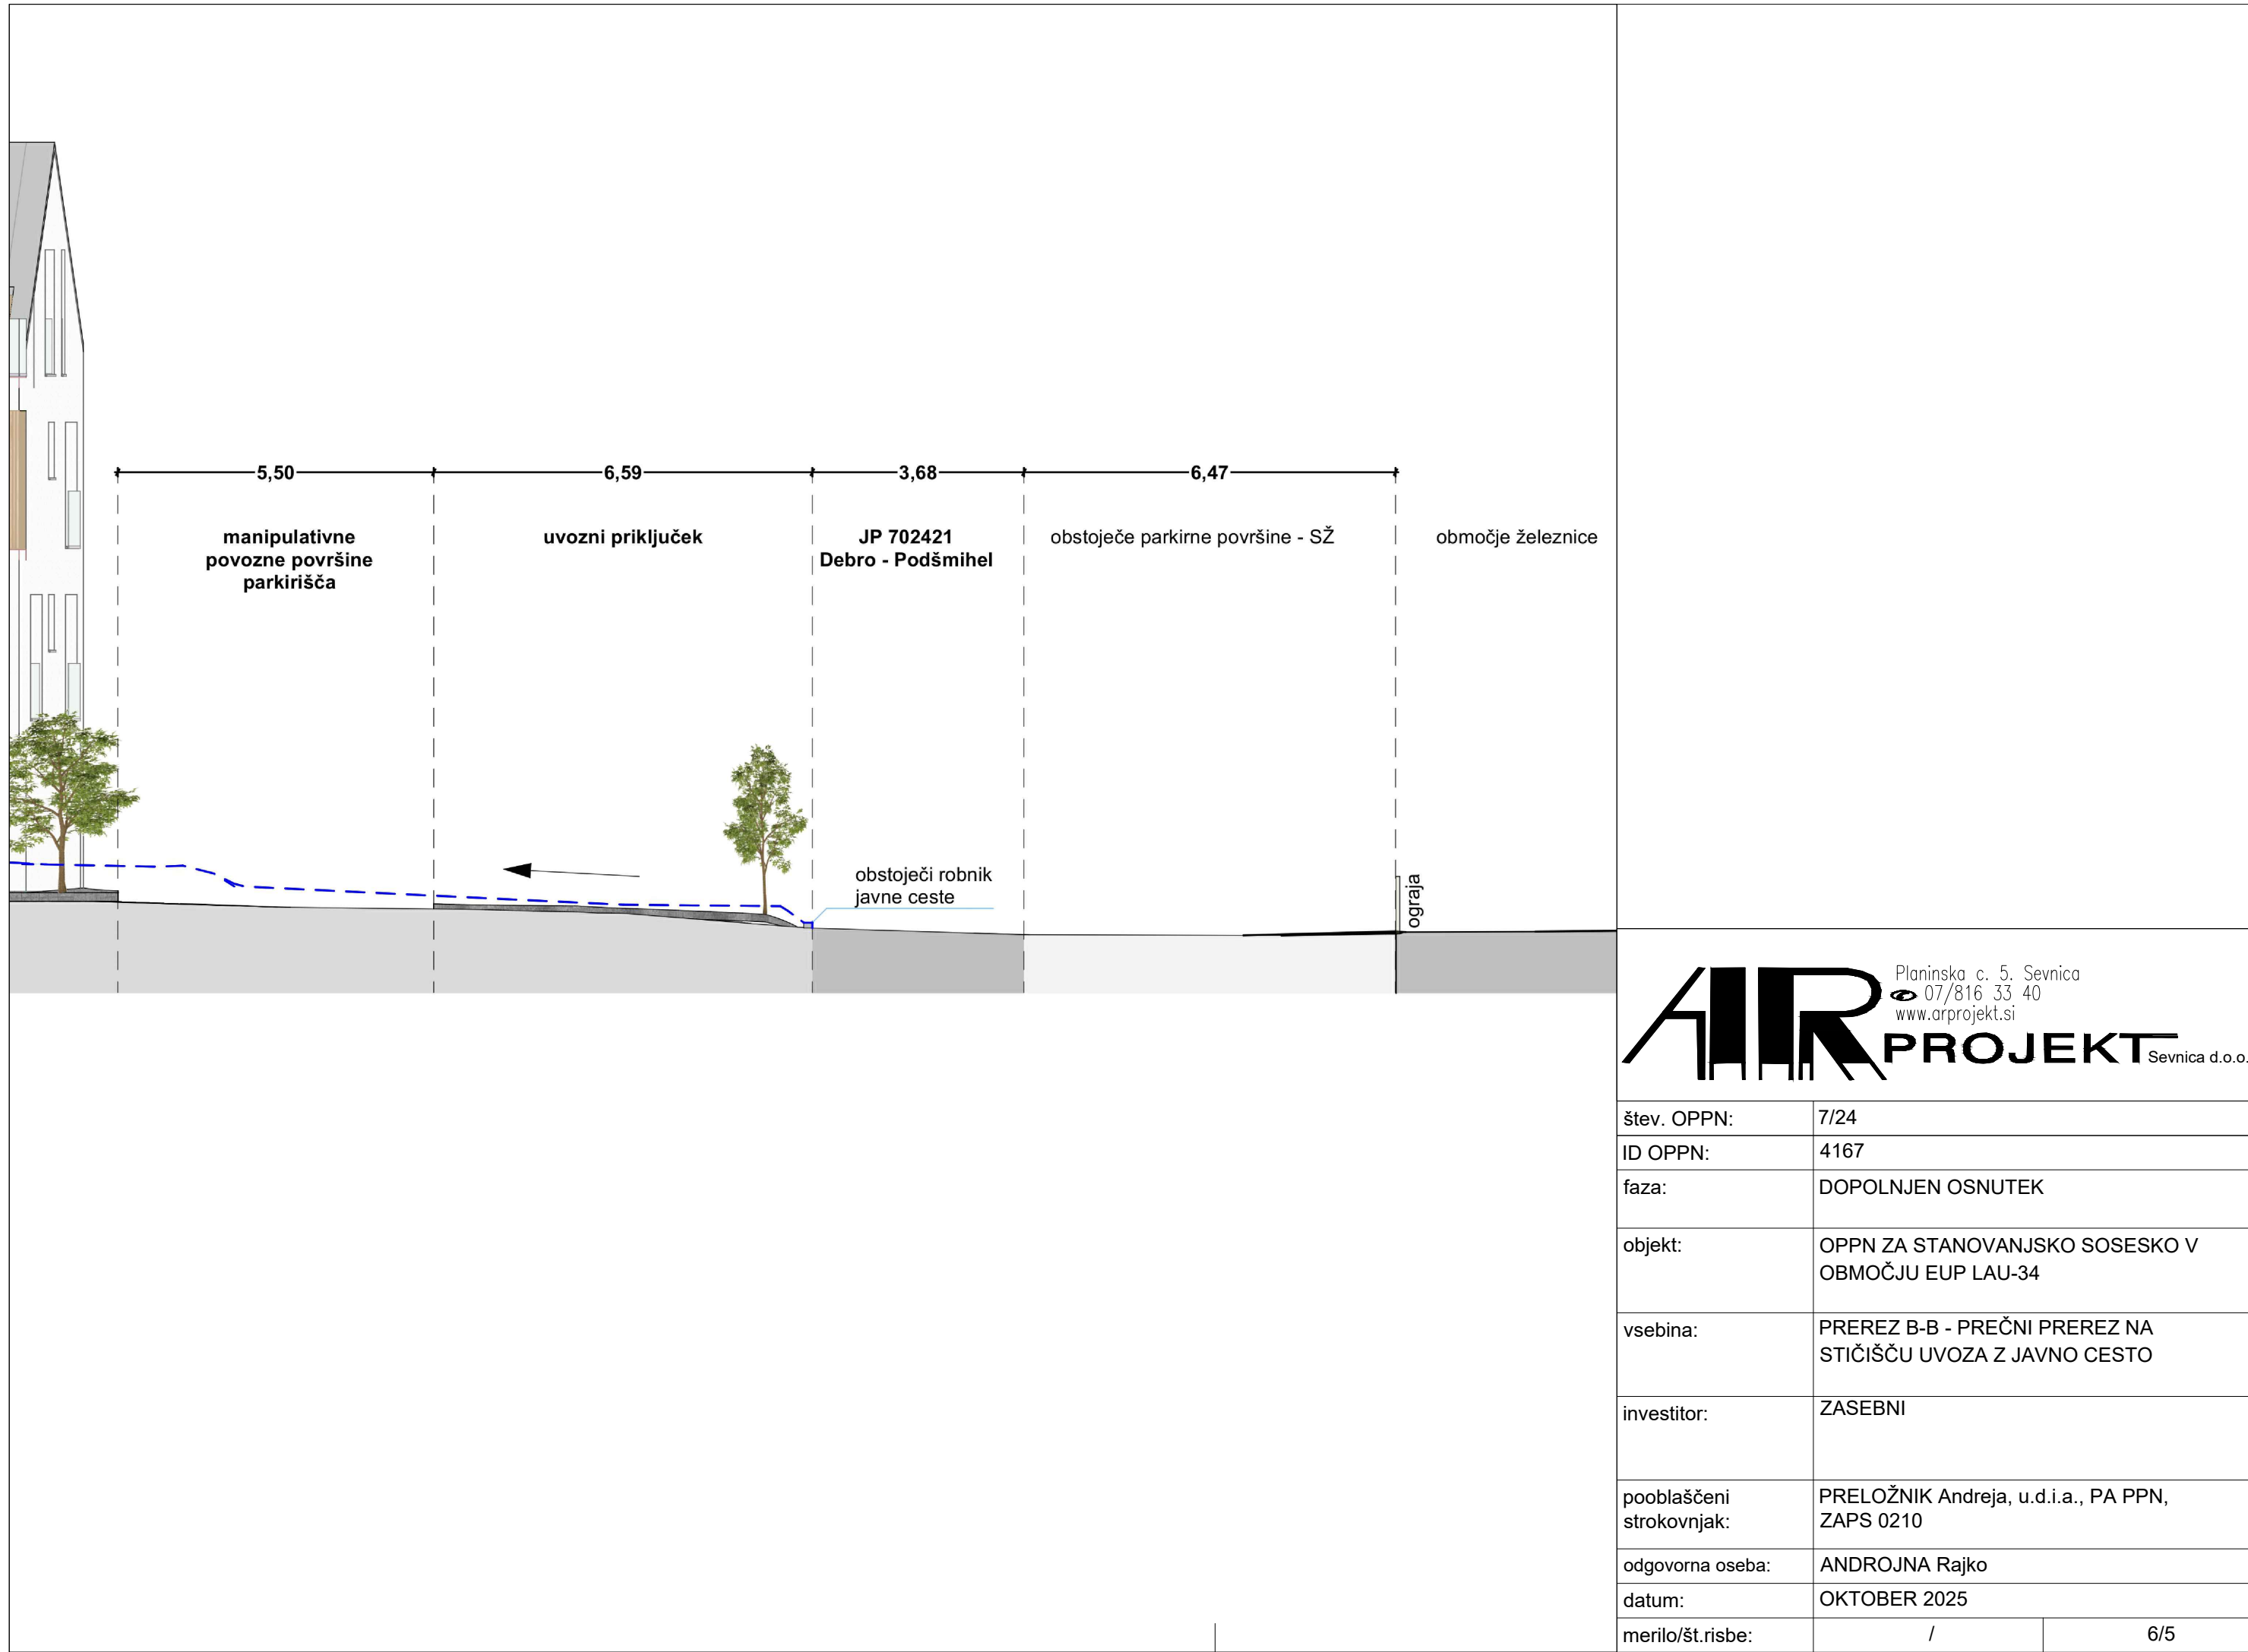 5,50
6,59
3,68
6,47
manipulativne
povozne površine
parkirišča
uvozni priključek
JP 702421
Debro - Podšmihel
obstoječe parkirne površine - SŽ
območje železnice
obstoječi robnik
javne ceste
ograja
Planinska c. 5. Sevnica
07/816 33 40
www.arprojekt.si
AR PROJEKT Sevnica d.o.o.
štev. OPPN: 7/24
ID OPPN: 4167
faza: DOPOLNJEN OSNUTEK
objekt: OPPN ZA STANOVANJSKO SOSESKO V
OBMOČJU EUP LAU-34
vsebina: PREREZ B-B - PREČNI PREREZ NA
STIČIŠČU UVOZA Z JAVNO CESTO
investitor: ZASEBNI
pooblaščeni PRELOŽNIK Andreja, u.d.i.a., PA PPN,
strokovnjak: ZAPS 0210
odgovorna oseba: ANDROJNA Rajko
datum: OKTOBER 2025
merilo/št.risbe: / 6/5